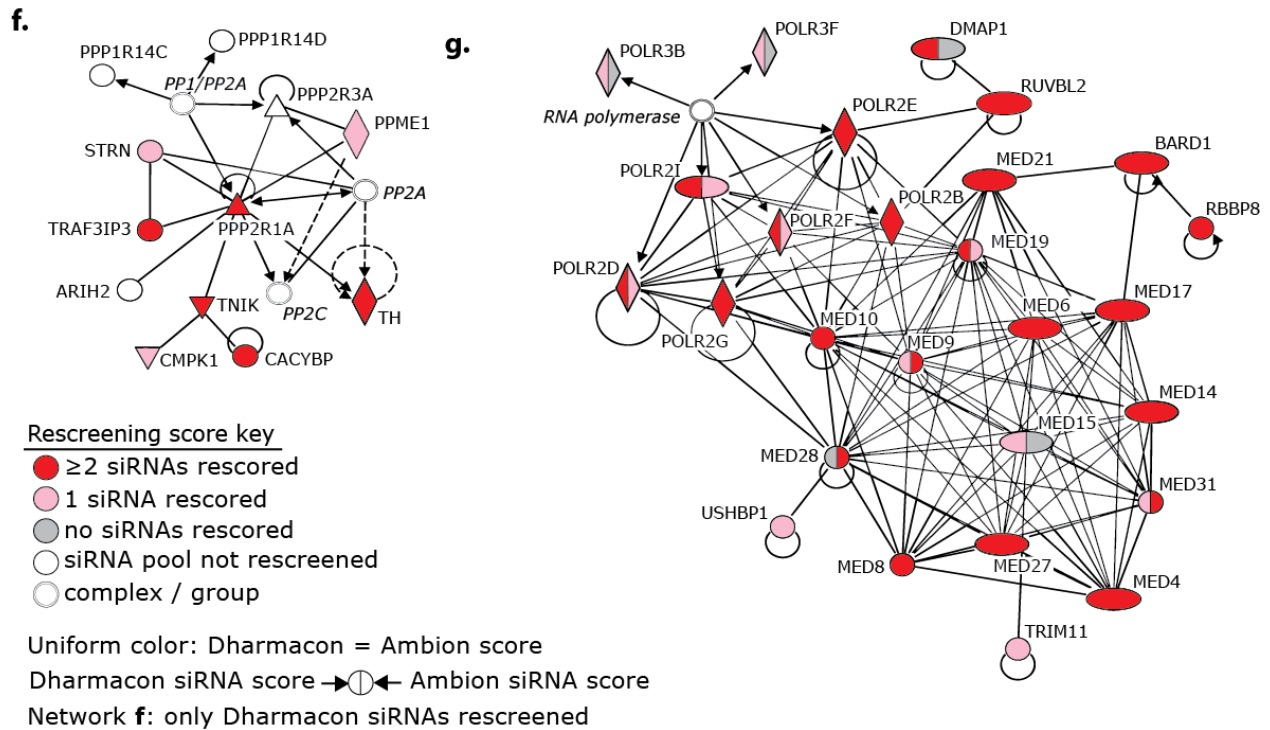 f.
PPP1R14D
PPP1R14C
PP1/PP2A
PPP2R3A
PPME1
STRN
PP2A
TRAF3IP3
PPP2R1A
ARIH2
PP2C
TNIK
TH
CMPK1
CACYBP
Rescreening score key
≥2 siRNAs rescored
1 siRNA rescored
no siRNAs rescored
siRNA pool not rescreened
complex / group
Uniform color: Dharmacon = Ambion score
Dharmacon siRNA score Ambion siRNA score
Network f: only Dharmacon siRNAs rescreened
g.
POLR3F
DMAP1
POLR3B
RUVBL2
POLR2E
RNA polymerase
BARD1
MED21
POLR2I
POLR2B
RBBP8
POLR2F
MED19
POLR2D
MED17
MED6
MED10
POLR2G
MED9
MED14
MED15
MED28
MED31
USHBP1
MED8
MED27
MED4
TRIM11